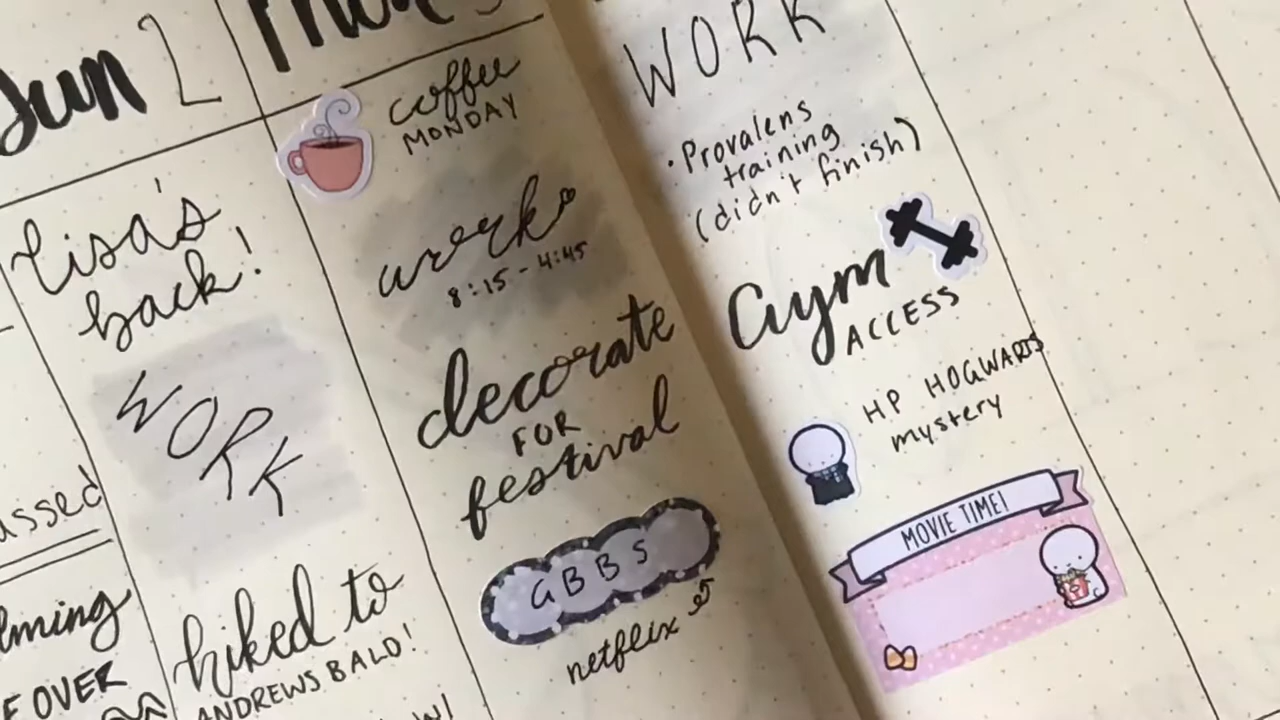 Jun 2
Lisa's
back!
WORK
hiked to
ANDREWS BALD!
assed
lming
E OVER
coffee
MONDAY
work
8:15 - 4:45
decorate
FOR
festival
GBBS
netflix
WORK
• Provalens
training
(didn't finish)
Gym
ACCESS
HP HOGWARTS
mystery
MOVIE TIME!